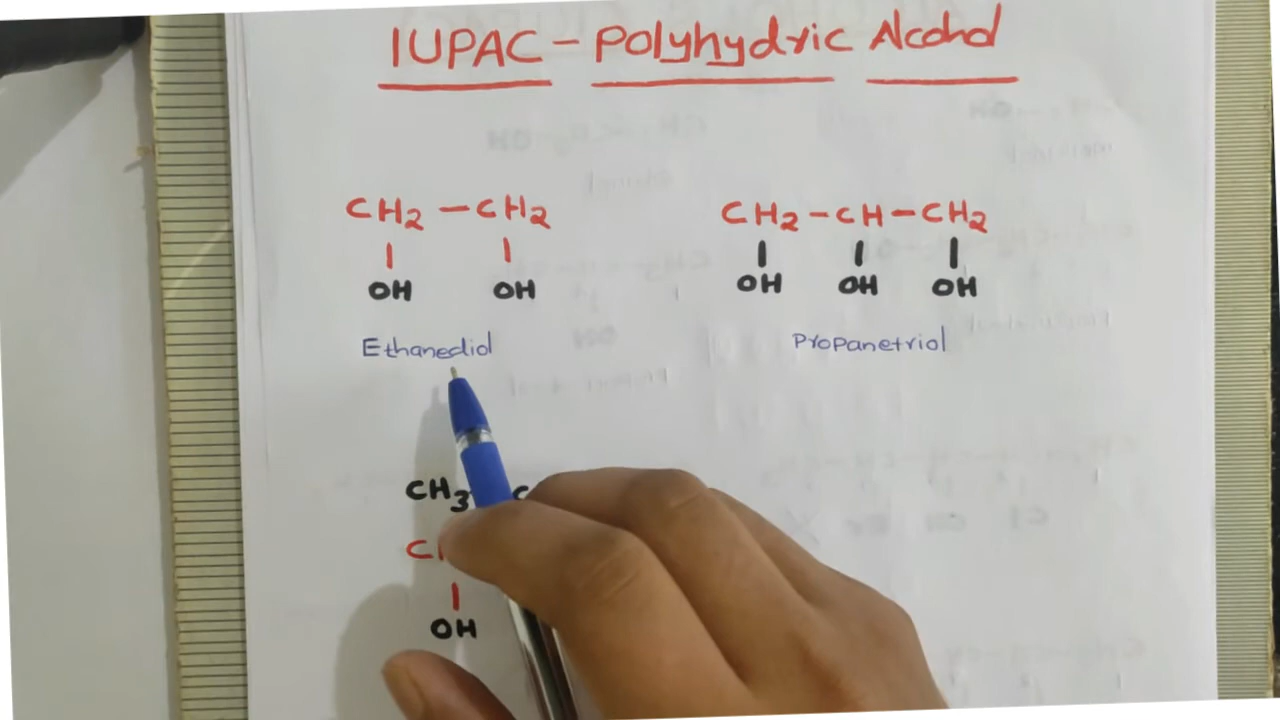 IUPAC - Polyhydric Alcohol
CH2 - CH2
OH OH
Ethanediol
CH2 - CH - CH2
OH OH OH
Propanetriol
CH3
OH